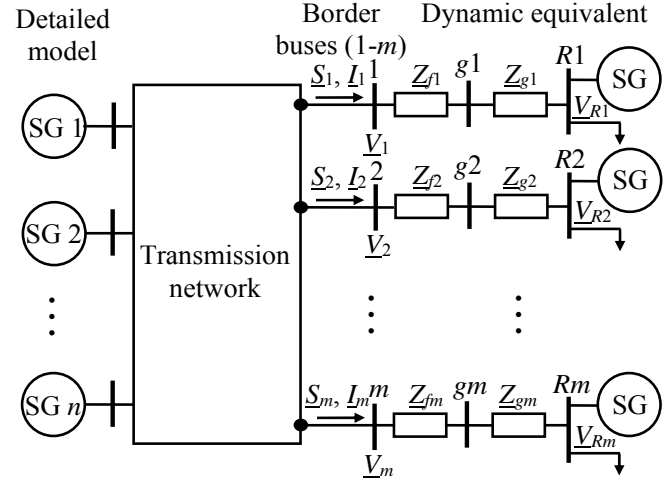 Detailed model
Border buses (1-m)
Dynamic equivalent
SG 1
SG 2
⋮
SG n
Transmission network
S1, I1 1
V1
Zf1
g1
Zg1
R1
VR1
SG
S2, I2 2
V2
Zf2
g2
Zg2
R2
VR2
SG
⋮
⋮
Sm, Im m
Vm
Zfm
gm
Zgm
Rm
VRm
SG